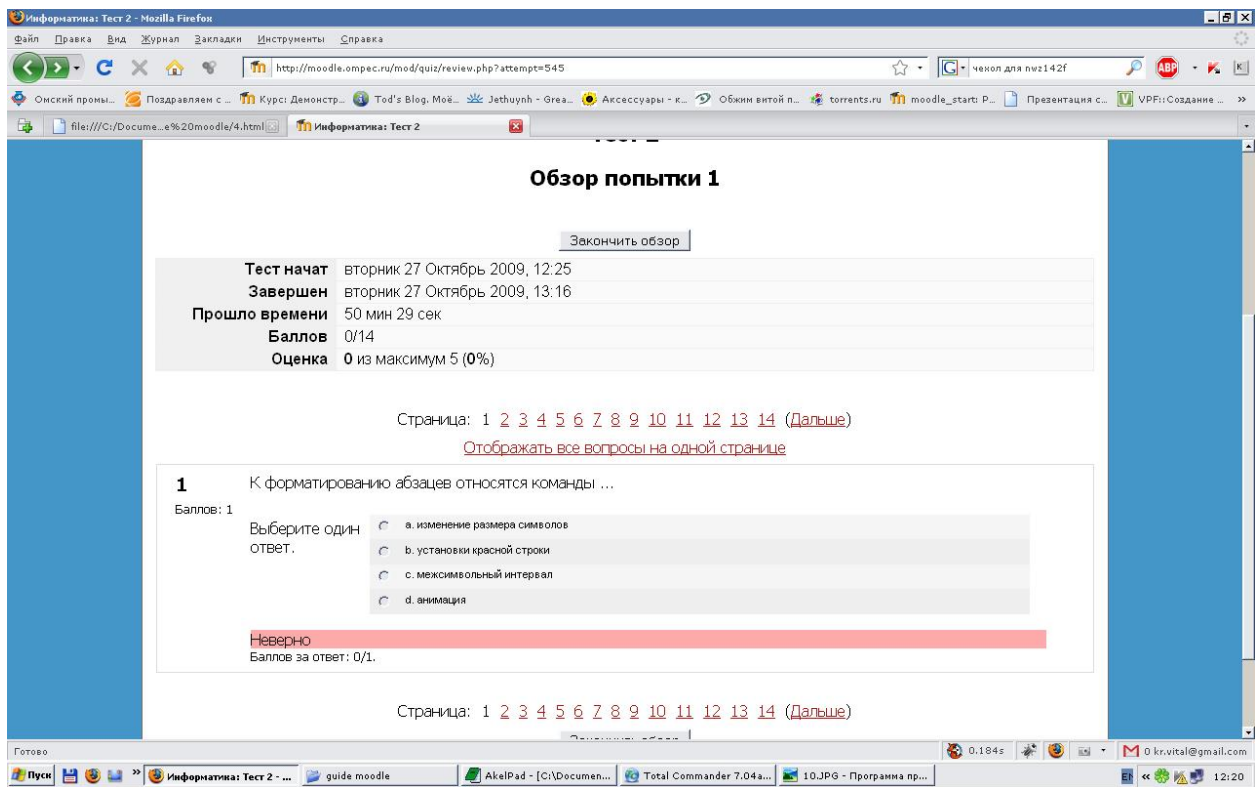 Информатика: Тест 2 - Mozilla Firefox
Файл Правка Вид Журнал Закладки Инструменты Справка
http://moodle.ompec.ru/mod/quiz/review.php?attempt=545 чехол для nwz142f
Омский промы... Поздравляем с ... Курс: Демонстр... Tod's Blog. Моё... Jethuynh - Grea... Аксессуары - к... Обжим витой п... torrents.ru moodle_start: P... Презентация с... VPF::Создание ... »
file:///C:/Docume...e%20moodle/4.html Информатика: Тест 2
Обзор попытки 1
Закончить обзор
Тест начат вторник 27 Октябрь 2009, 12:25
Завершен вторник 27 Октябрь 2009, 13:16
Прошло времени 50 мин 29 сек
Баллов 0/14
Оценка 0 из максимум 5 (0%)
Страница: 1 2 3 4 5 6 7 8 9 10 11 12 13 14 (Дальше)
Отображать все вопросы на одной странице
1 К форматированию абзацев относятся команды ...
Баллов: 1
Выберите один ответ.
a. изменение размера символов
b. установки красной строки
c. межсимвольный интервал
d. анимация
Неверно
Баллов за ответ: 0/1.
Страница: 1 2 3 4 5 6 7 8 9 10 11 12 13 14 (Дальше)
Готово 0.184s 0 kr.vital@gmail.com
Пуск » Информатика: Тест 2 - ... guide moodle AkelPad - [C:\Documen... Total Commander 7.04a... 10.JPG - Программа пр... EN « 12:20